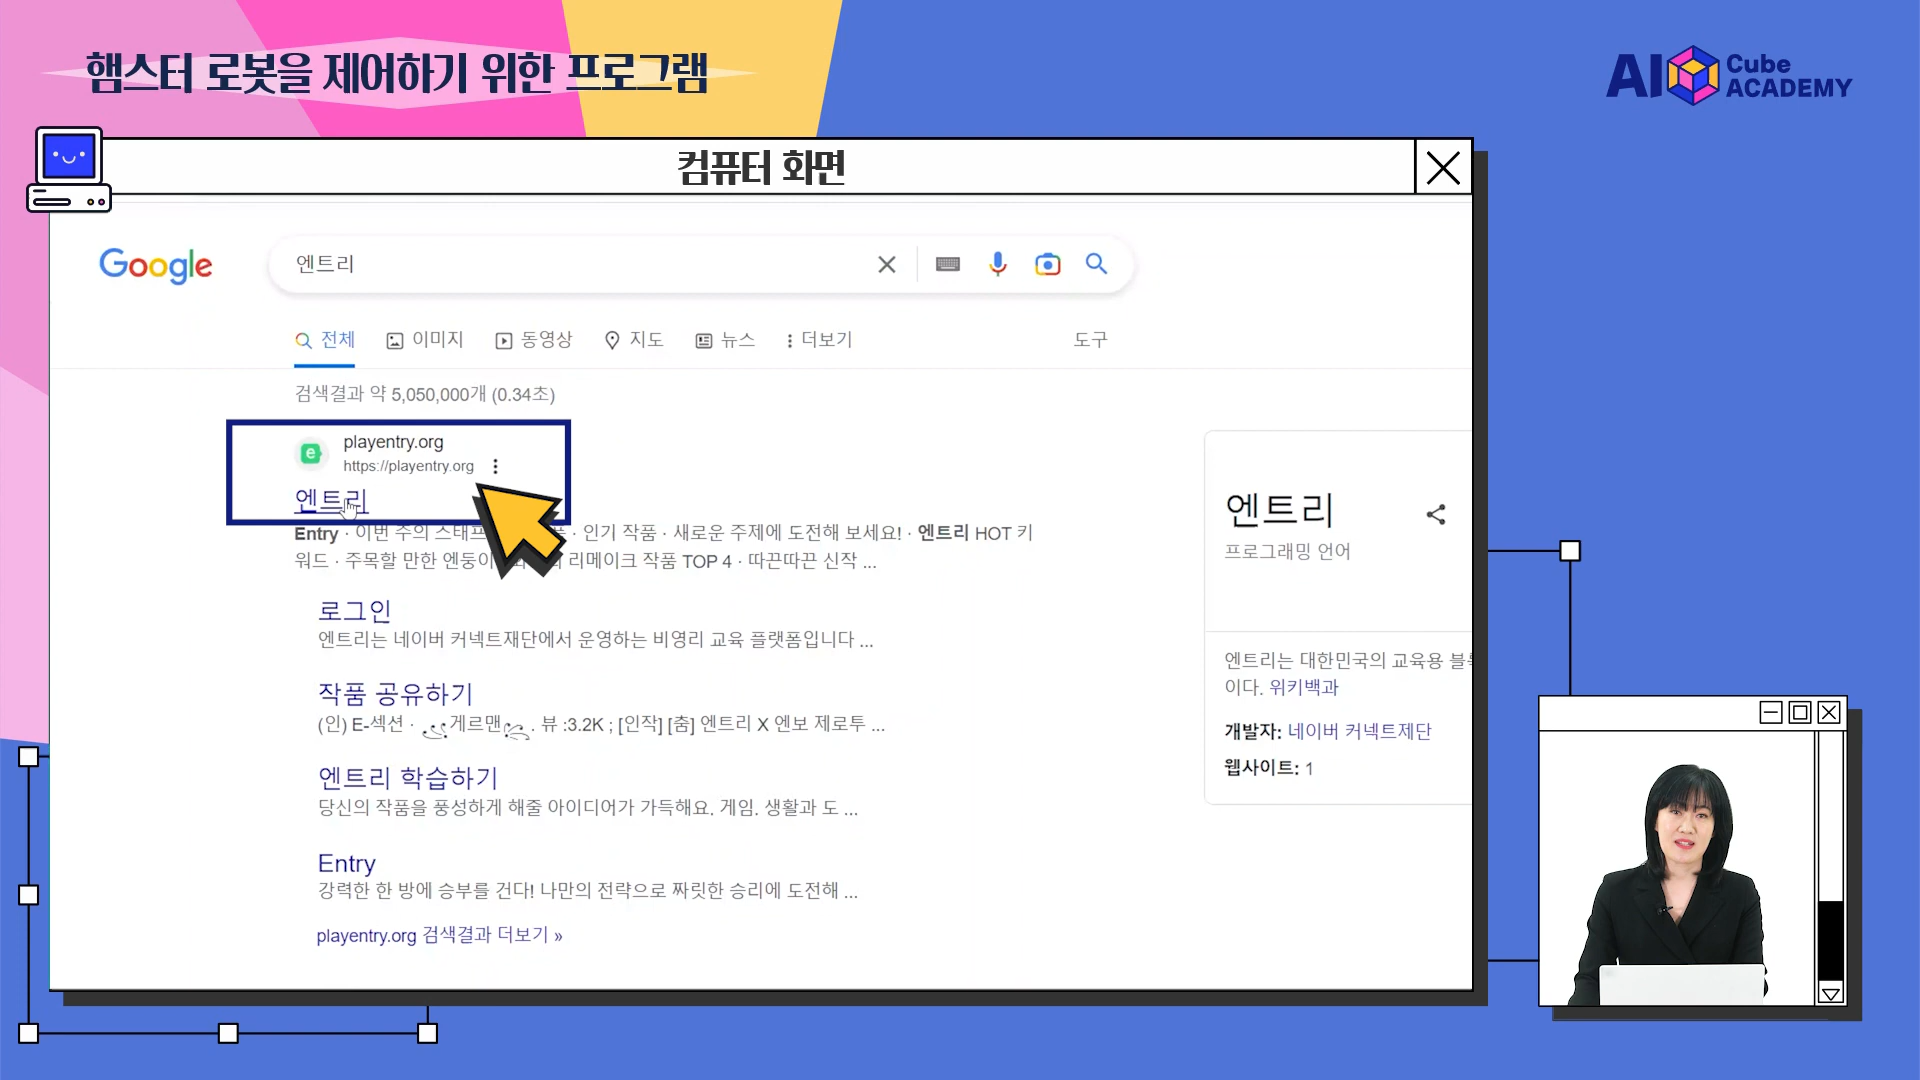 햄스터 로봇을 제어하기 위한 프로그램
AI Cube ACADEMY
컴퓨터 화면
Google
엔트리
전체 이미지 동영상 지도 뉴스 더보기 도구
검색결과 약 5,050,000개 (0.34초)
playentry.org
https://playentry.org
엔트리
Entry · 이번 주의 스태프 · 인기 작품 · 새로운 주제에 도전해 보세요! · 엔트리 HOT 키
워드 · 주목할 만한 엔둥이 리메이크 작품 TOP 4 · 따끈따끈 신작 ...
로그인
엔트리는 네이버 커넥트재단에서 운영하는 비영리 교육 플랫폼입니다 ...
작품 공유하기
(인) E-섹션 · 게르맨 . 뷰 :3.2K ; [인작] [춤] 엔트리 X 엔보 제로투 ...
엔트리 학습하기
당신의 작품을 풍성하게 해줄 아이디어가 가득해요. 게임. 생활과 도 ...
Entry
강력한 한 방에 승부를 건다! 나만의 전략으로 짜릿한 승리에 도전해 ...
playentry.org 검색결과 더보기 »
엔트리
프로그래밍 언어
엔트리는 대한민국의 교육용
이다. 위키백과
개발자: 네이버 커넥트제단
웹사이트: 1